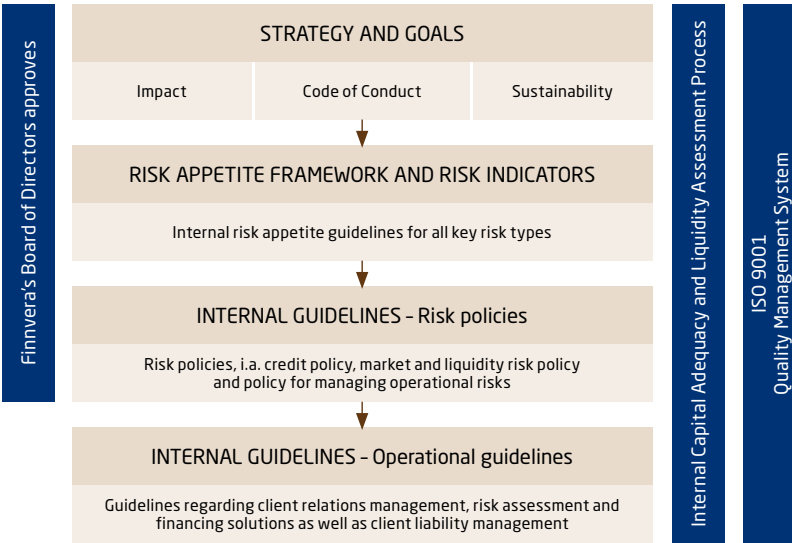 Finnvera's Board of Directors approves
STRATEGY AND GOALS
Impact
Code of Conduct
Sustainability
RISK APPETITE FRAMEWORK AND RISK INDICATORS
Internal risk appetite guidelines for all key risk types
INTERNAL GUIDELINES – Risk policies
Risk policies, i.a. credit policy, market and liquidity risk policy
and policy for managing operational risks
INTERNAL GUIDELINES – Operational guidelines
Guidelines regarding client relations management, risk assessment and
financing solutions as well as client liability management
Internal Capital Adequacy and Liquidity Assessment Process
ISO 9001
Quality Management System